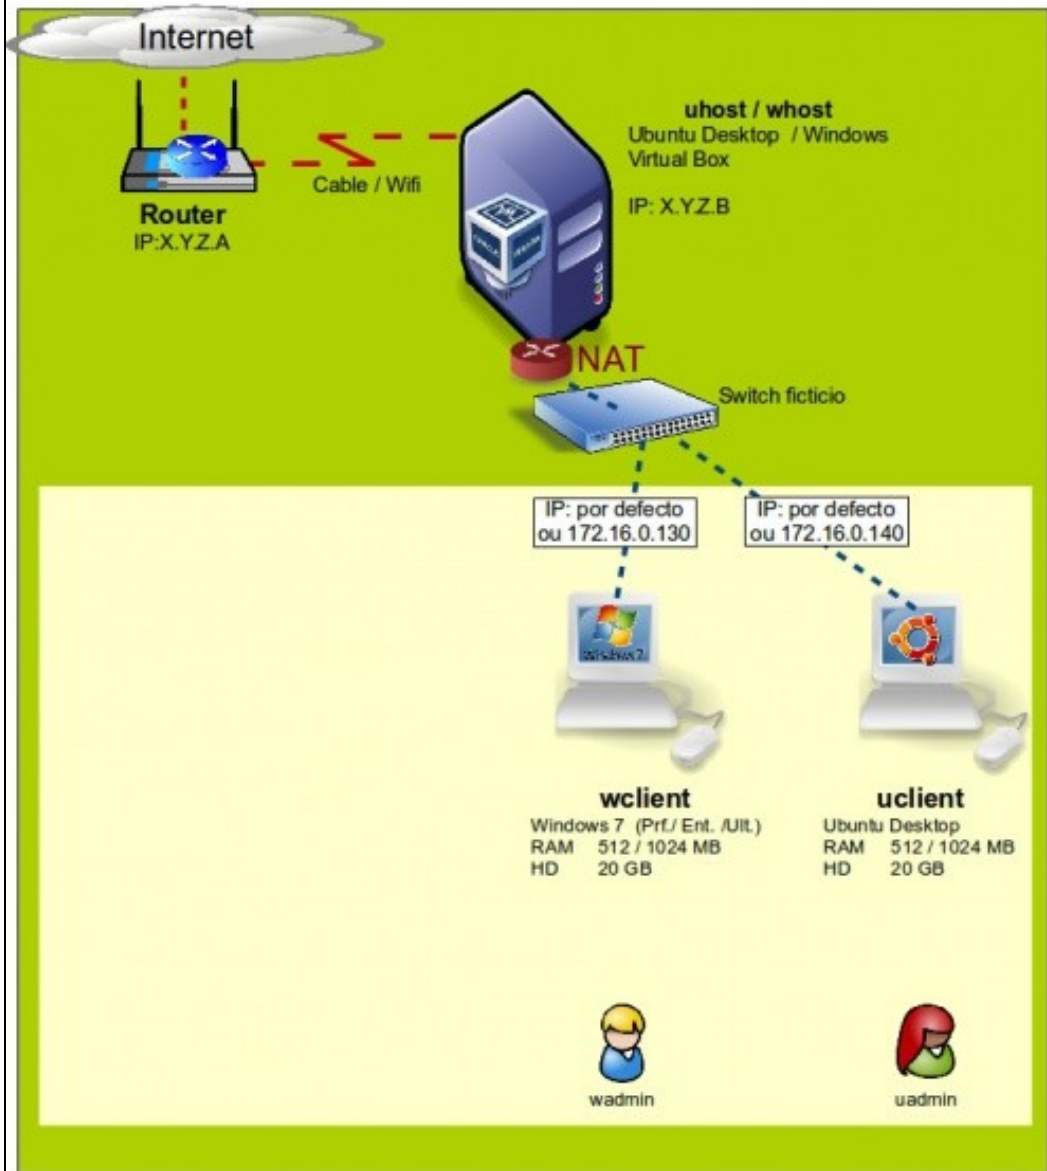 Internet
uhost / whost
Ubuntu Desktop / Windows
Virtual Box
IP: X.Y.Z.B
Cable / Wifi
Router
IP:X.Y.Z.A
NAT
Switch ficticio
IP: por defecto
ou 172.16.0.130
IP: por defecto
ou 172.16.0.140
Windows7
wclient
Windows 7 (Prf./ Ent. /Ult.)
RAM 512 / 1024 MB
HD 20 GB
uclient
Ubuntu Desktop
RAM 512 / 1024 MB
HD 20 GB
wadmin
uadmin